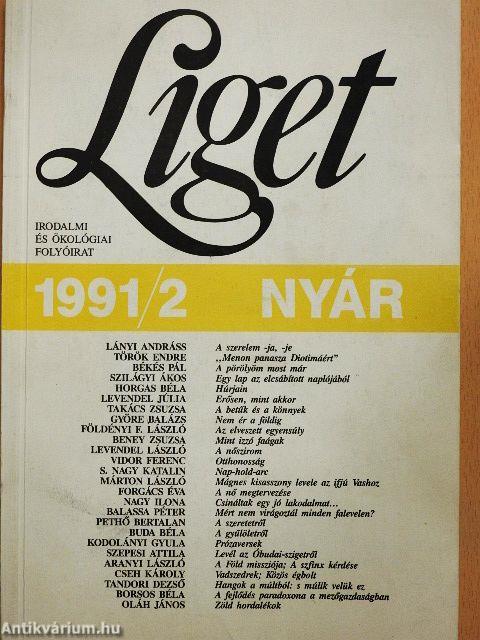 Liget
IRODALMI
ÉS ÖKOLÓGIAI
FOLYÓIRAT
1991/2 NYÁR
LÁNYI ANDRÁSS A szerelem -ja, -je
TÖRÖK ENDRE „Menon panasza Diotimáért"
BÉKÉS PÁL A pörölyöm most már
SZILÁGYI ÁKOS Egy lap az elcsábított naplójából
HORGAS BÉLA Húrjain
LEVENDEL JÚLIA Erősen, mint akkor
TAKÁCS ZSUZSA A betűk és a könnyek
GYŐRE BALÁZS Nem ér a földig
FÖLDÉNYI F. LÁSZLÓ Az elveszett egyensúly
BENEY ZSUZSA Mint izzó faágak
LEVENDEL LÁSZLÓ A nőszirom
VIDOR FERENC Otthonosság
S. NAGY KATALIN Nap-hold-arc
MÁRTON LÁSZLÓ Mágnes kisasszony levele az ifjú Vashoz
FORGÁCS ÉVA A nő megtervezése
NAGY ILONA Csináltak egy jó lakodalmat...
BALASSA PÉTER Mért nem virágoztál minden falevelen?
PETHŐ BERTALAN A szeretetről
BUDA BÉLA A gyűlöletről
KODOLÁNYI GYULA Prózaversek
SZEPESI ATTILA Levél az Óbudai-szigetről
ARANYI LÁSZLÓ A Föld missziója; A szfinx kérdése
CSEH KÁROLY Vadszedrek; Közös égbolt
TANDORI DEZSŐ Hangok a múltból: s múlik velük ez
BORSOS BÉLA A fejlődés paradoxona a mezőgazdaságban
OLÁH JÁNOS Zöld hordalékok
Antikvárium.hu